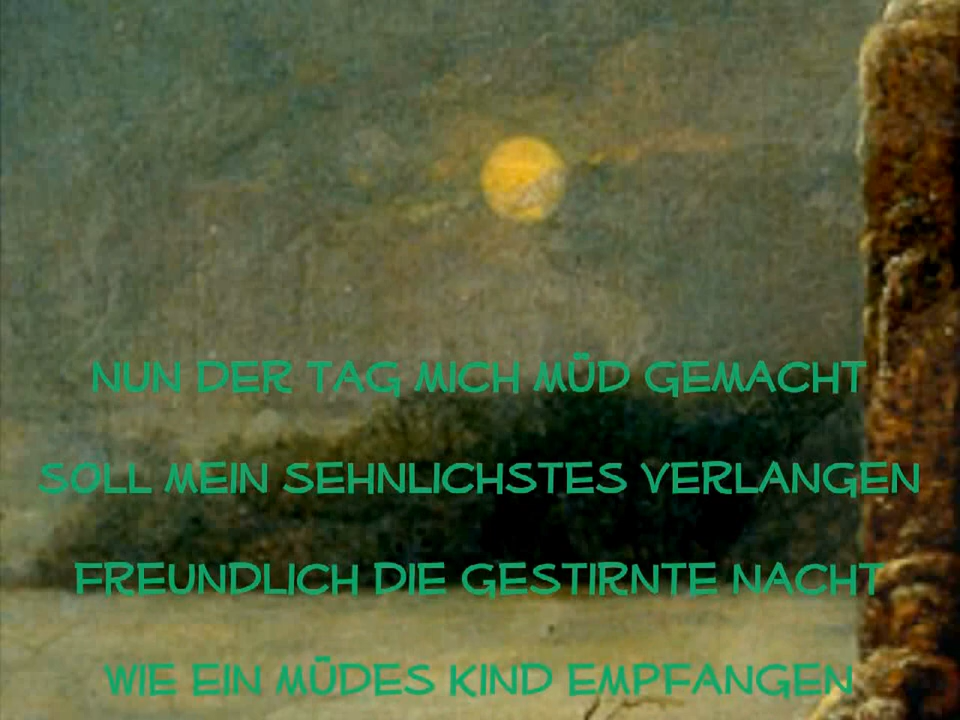 NUN DER TAG MICH MÜD GEMACHT
SOLL MEIN SEHNLICHSTES VERLANGEN
FREUNDLICH DIE GESTIRNTE NACHT
WIE EIN MÜDES KIND EMPFANGEN